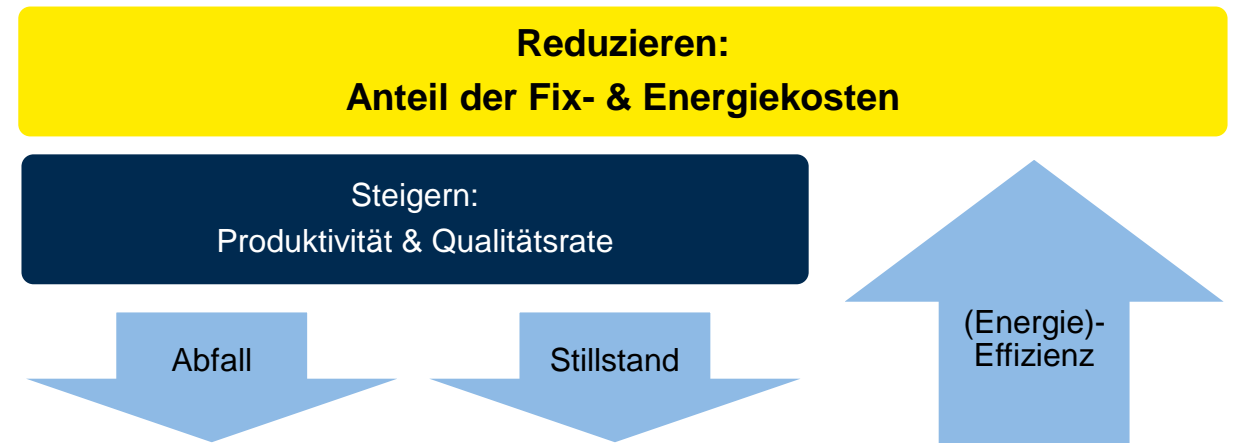 Reduzieren:
Anteil der Fix- & Energiekosten
Steigern:
Produktivität & Qualitätsrate
Abfall
Stillstand
(Energie)-
Effizienz